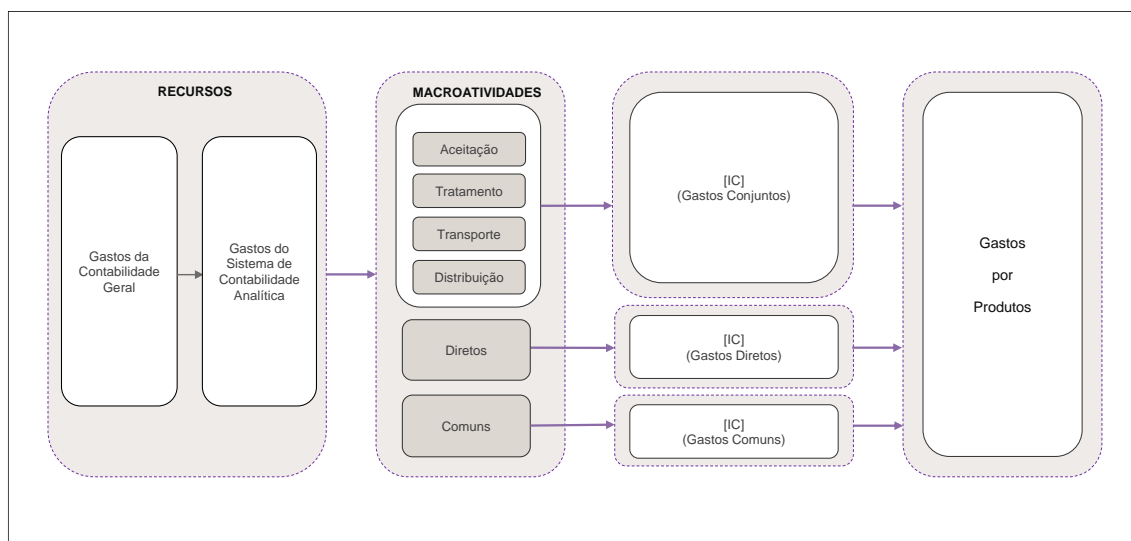 RECURSOS
Gastos da
Contabilidade
Geral
Gastos do
Sistema de
Contabilidade
Analítica
MACROATIVIDADES
Aceitação
Tratamento
Transporte
Distribuição
Diretos
Comuns
[IC]
(Gastos Conjuntos)
[IC]
(Gastos Diretos)
[IC]
(Gastos Comuns)
Gastos
por
Produtos